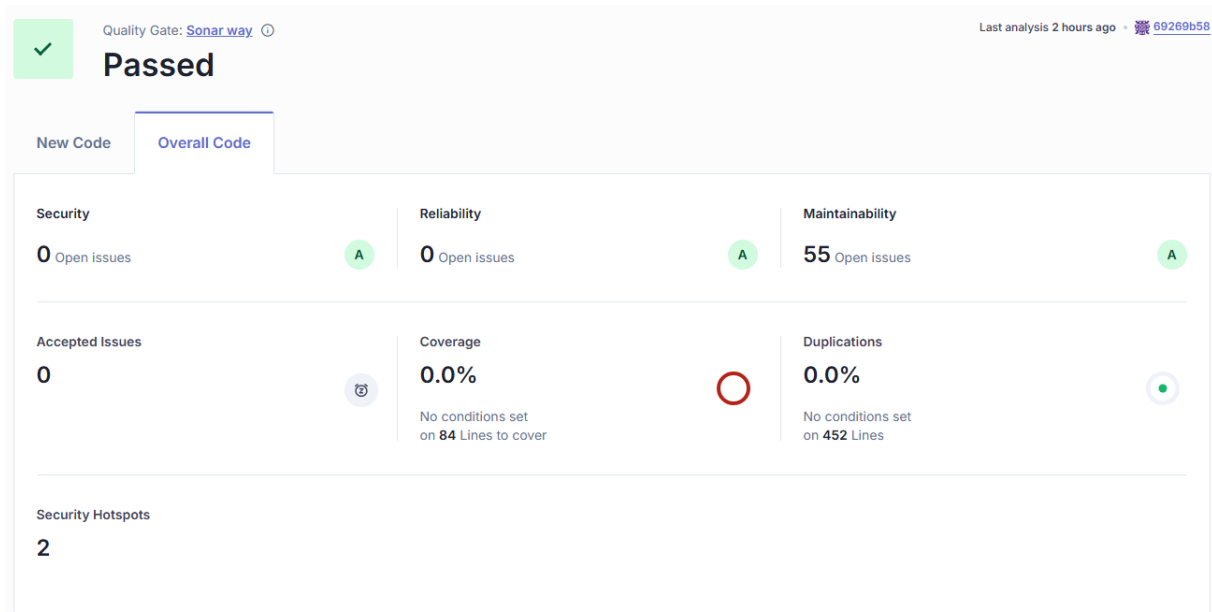 Quality Gate: Sonar way
Last analysis 2 hours ago • 69269b58
Passed
New Code
Overall Code
Security
0 Open issues
A
Reliability
0 Open issues
A
Maintainability
55 Open issues
A
Accepted Issues
0
Coverage
0.0%
No conditions set
on 84 Lines to cover
Duplications
0.0%
No conditions set
on 452 Lines
Security Hotspots
2